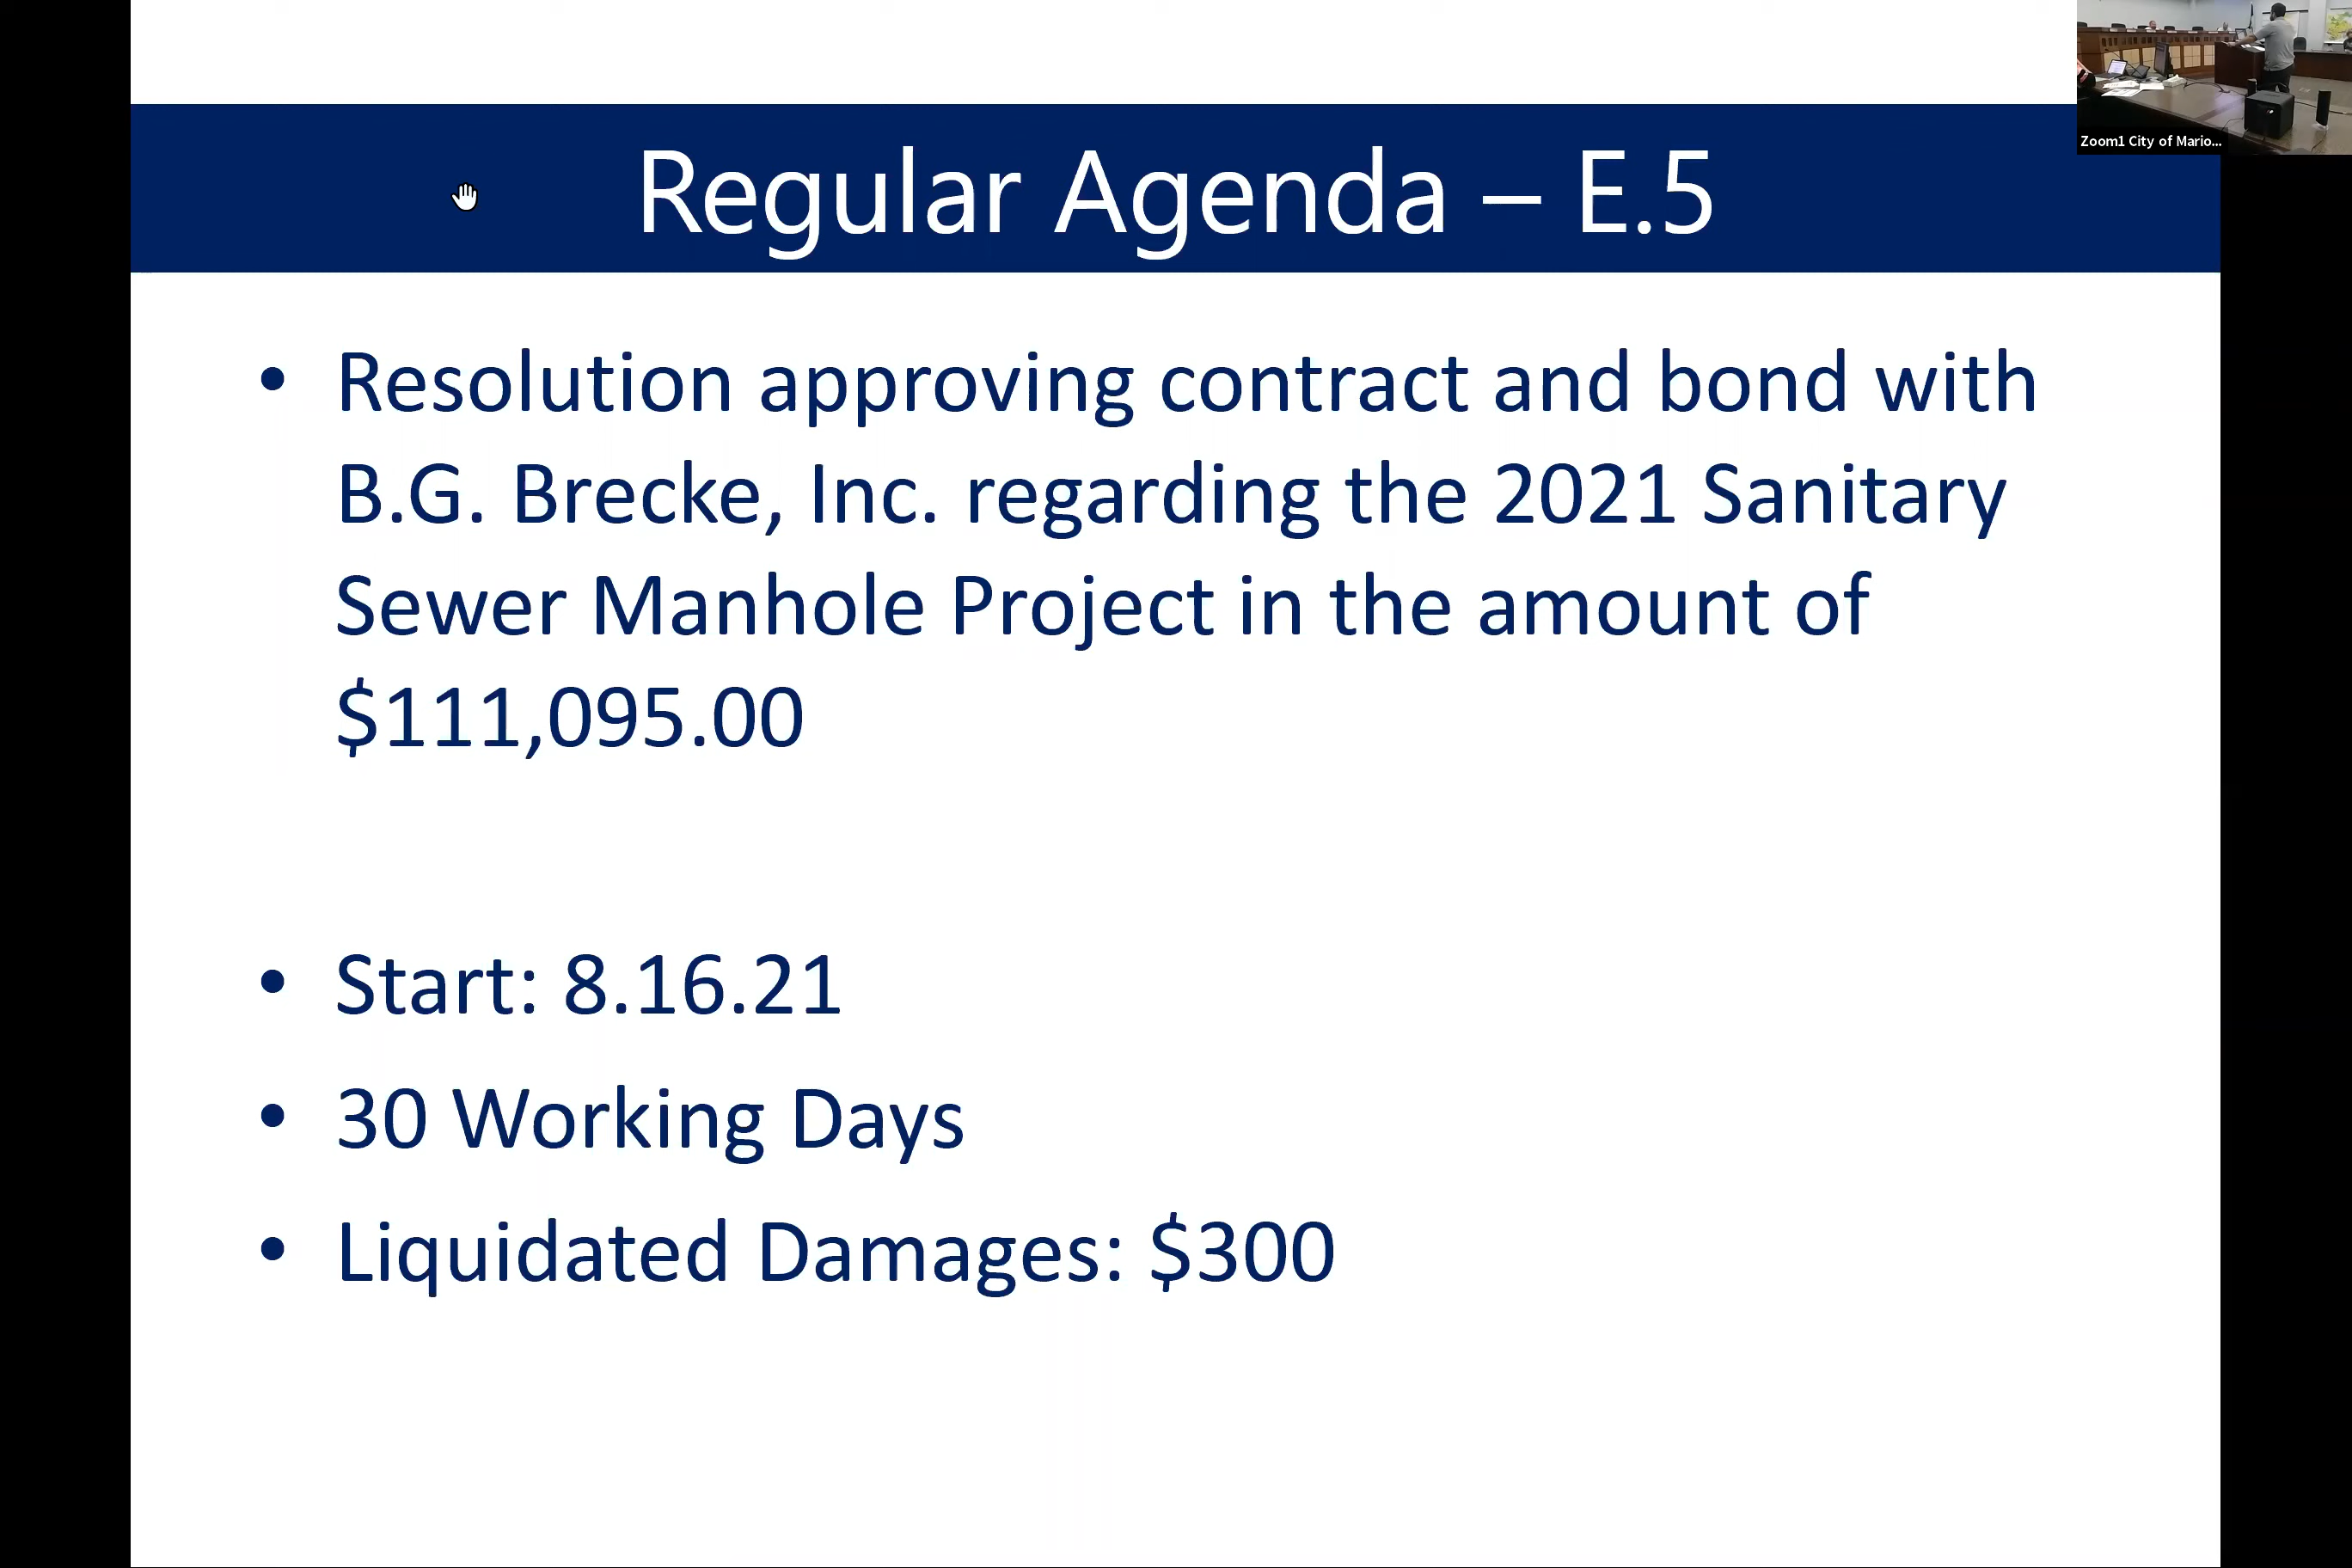 Zoom1 City of Mario...
Regular Agenda – E.5
• Resolution approving contract and bond with
B.G. Brecke, Inc. regarding the 2021 Sanitary
Sewer Manhole Project in the amount of
$111,095.00
• Start: 8.16.21
• 30 Working Days
• Liquidated Damages: $300